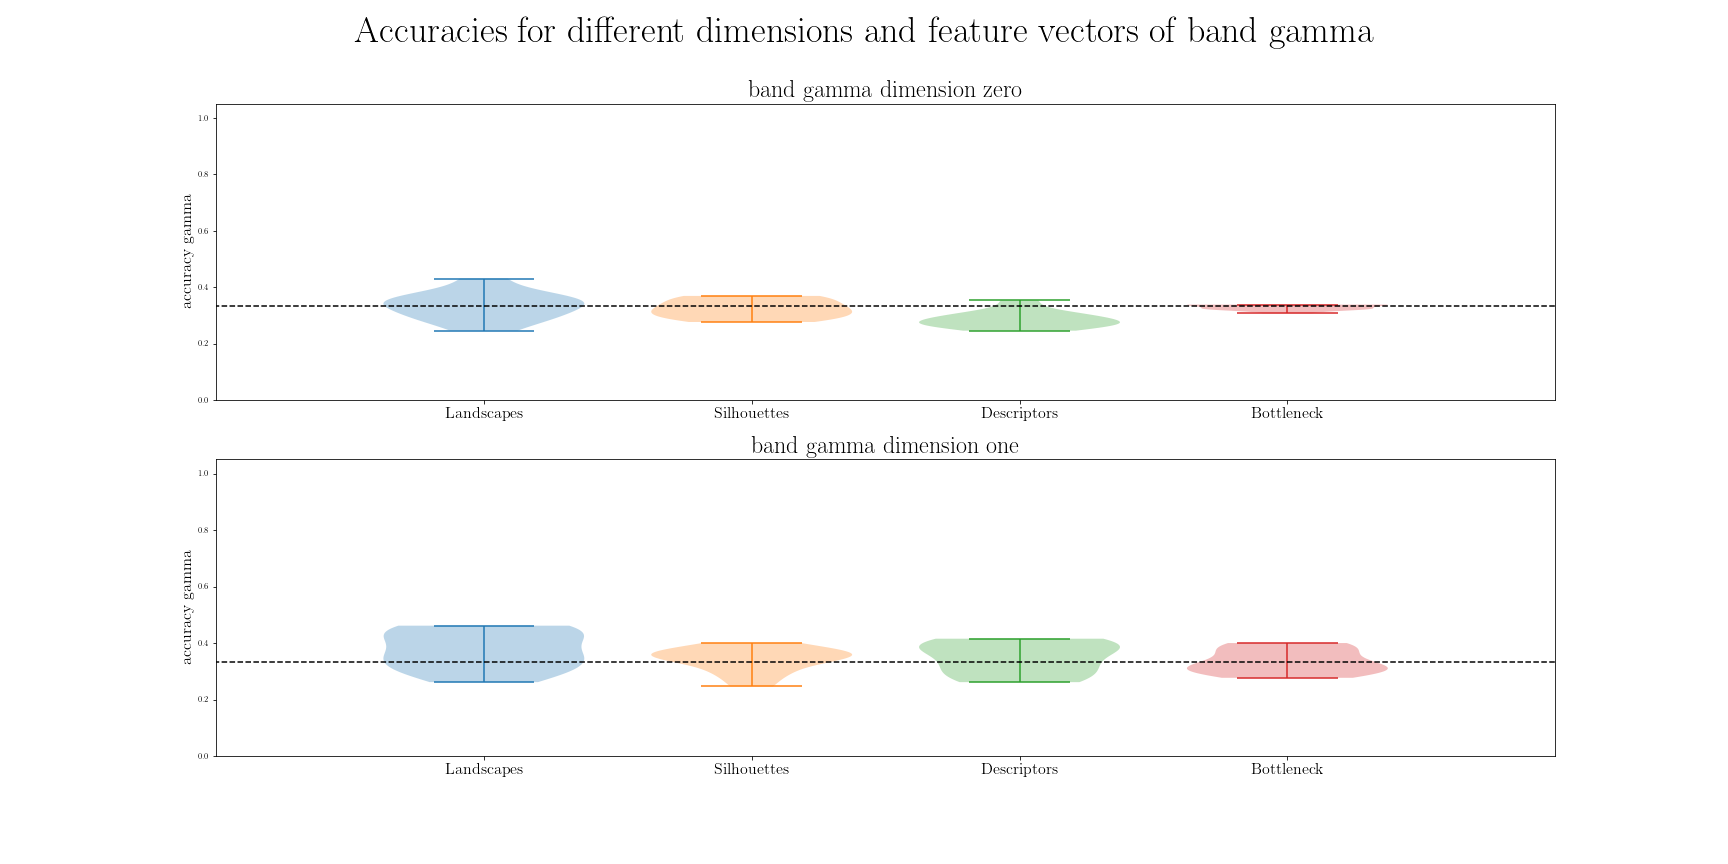 Accuracies for different dimensions and feature vectors of band gamma
band gamma dimension zero
accuracy gamma
1.0
0.8
0.6
0.4
0.2
0.0
Landscapes Silhouettes Descriptors Bottleneck
band gamma dimension one
accuracy gamma
1.0
0.8
0.6
0.4
0.2
0.0
Landscapes Silhouettes Descriptors Bottleneck